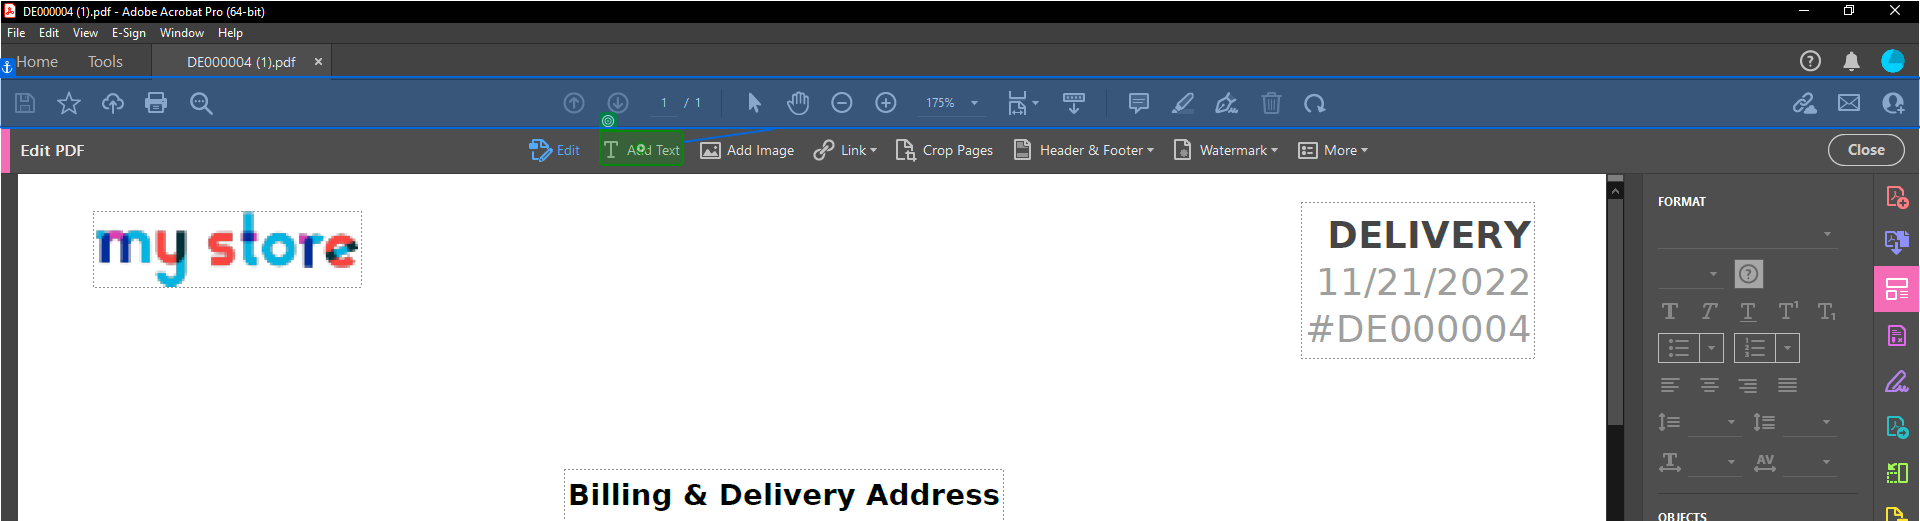 DE000004 (1).pdf - Adobe Acrobat Pro (64-bit)
File Edit View E-Sign Window Help
Home Tools DE000004 (1).pdf ×
1 / 1 175%
Edit PDF Edit Add Text Add Image Link Crop Pages Header & Footer Watermark More Close
my store
DELIVERY
11/21/2022
#DE000004
Billing & Delivery Address
FORMAT
OBJECTS